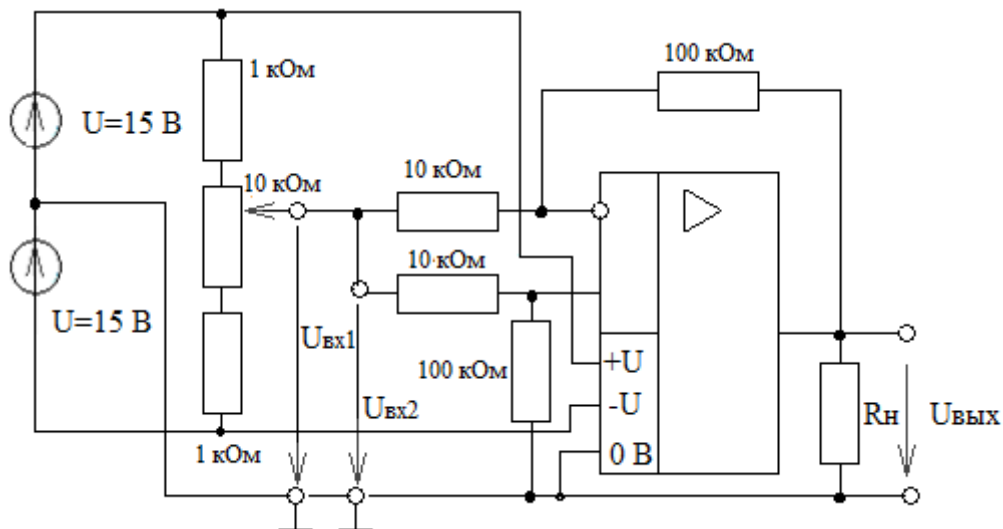 1 кОм
100 кОм
U=15 В
10 кОм
10 кОм
10 кОм
U=15 В
Uвх1
100 кОм
+U
-U
Uвх2
Rн
Uвых
1 кОм
0 В